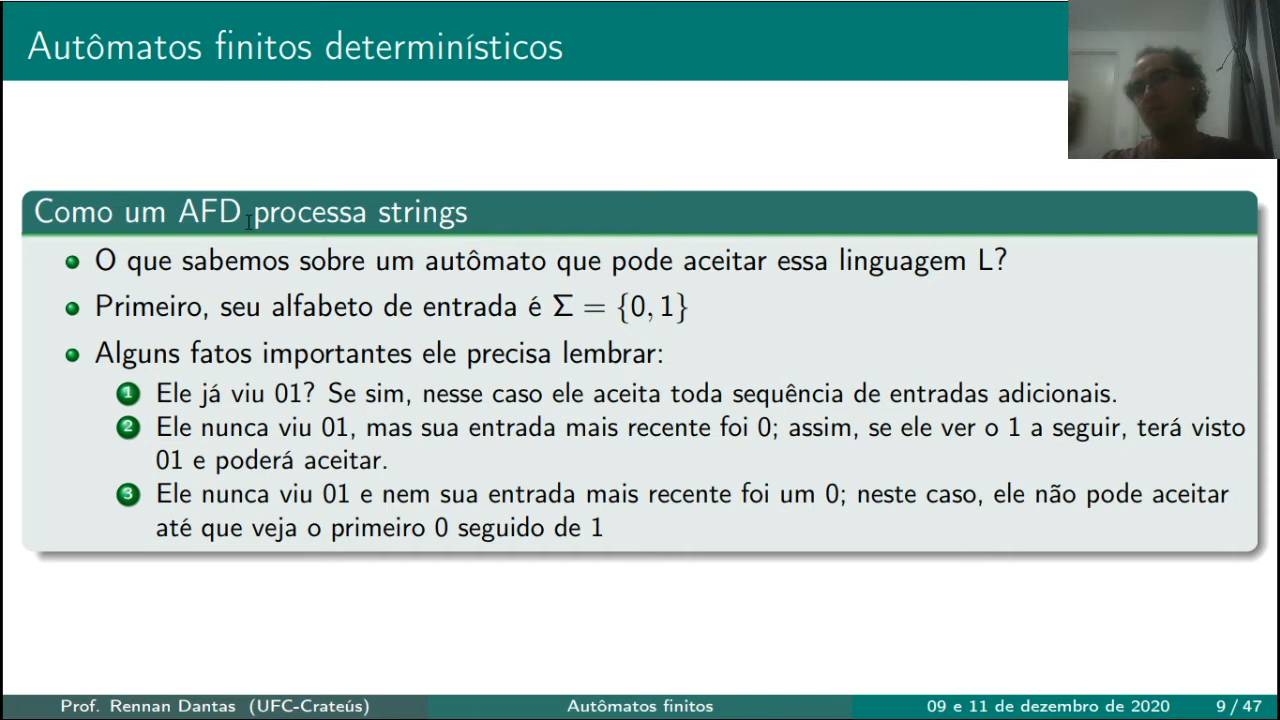 Autômatos finitos determinísticos
Como um AFD processa strings
O que sabemos sobre um autômato que pode aceitar essa linguagem L?
Primeiro, seu alfabeto de entrada é Σ = {0, 1}
Alguns fatos importantes ele precisa lembrar:
1 Ele já viu 01? Se sim, nesse caso ele aceita toda sequência de entradas adicionais.
2 Ele nunca viu 01, mas sua entrada mais recente foi 0; assim, se ele ver o 1 a seguir, terá visto
01 e poderá aceitar.
3 Ele nunca viu 01 e nem sua entrada mais recente foi um 0; neste caso, ele não pode aceitar
até que veja o primeiro 0 seguido de 1
Prof. Rennan Dantas (UFC-Crateús) Autômatos finitos 09 e 11 de dezembro de 2020 9 / 47